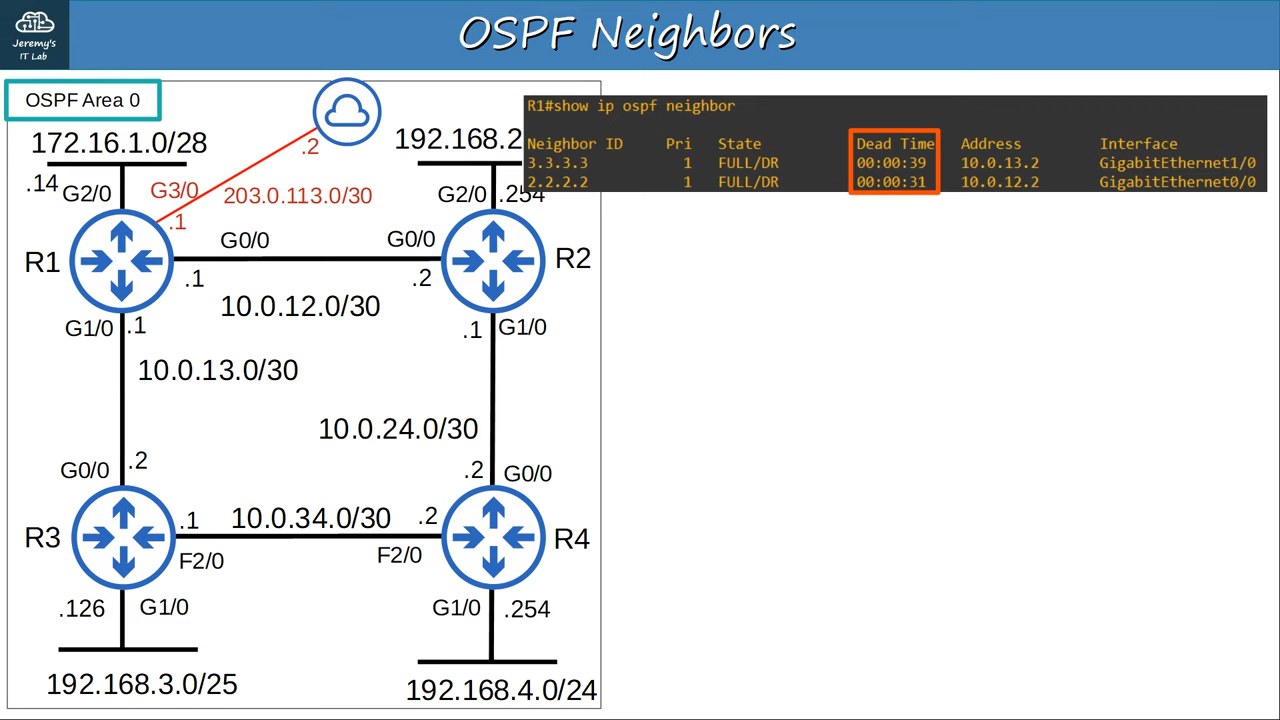 Jeremy's
IT Lab
OSPF Neighbors
OSPF Area 0
172.16.1.0/28
192.168.2
R1#show ip ospf neighbor
Neighbor ID Pri State Dead Time Address Interface
3.3.3.3 1 FULL/DR 00:00:39 10.0.13.2 GigabitEthernet1/0
2.2.2.2 1 FULL/DR 00:00:31 10.0.12.2 GigabitEthernet0/0
.2
.14
G2/0
G3/0
203.0.113.0/30
G2/0
.254
.1
R1
G0/0
G0/0
R2
.1
.2
10.0.12.0/30
G1/0
.1
.1
G1/0
10.0.13.0/30
10.0.24.0/30
G0/0
.2
.2
G0/0
R3
.1
10.0.34.0/30
.2
R4
F2/0
F2/0
.126
G1/0
G1/0
.254
192.168.3.0/25
192.168.4.0/24